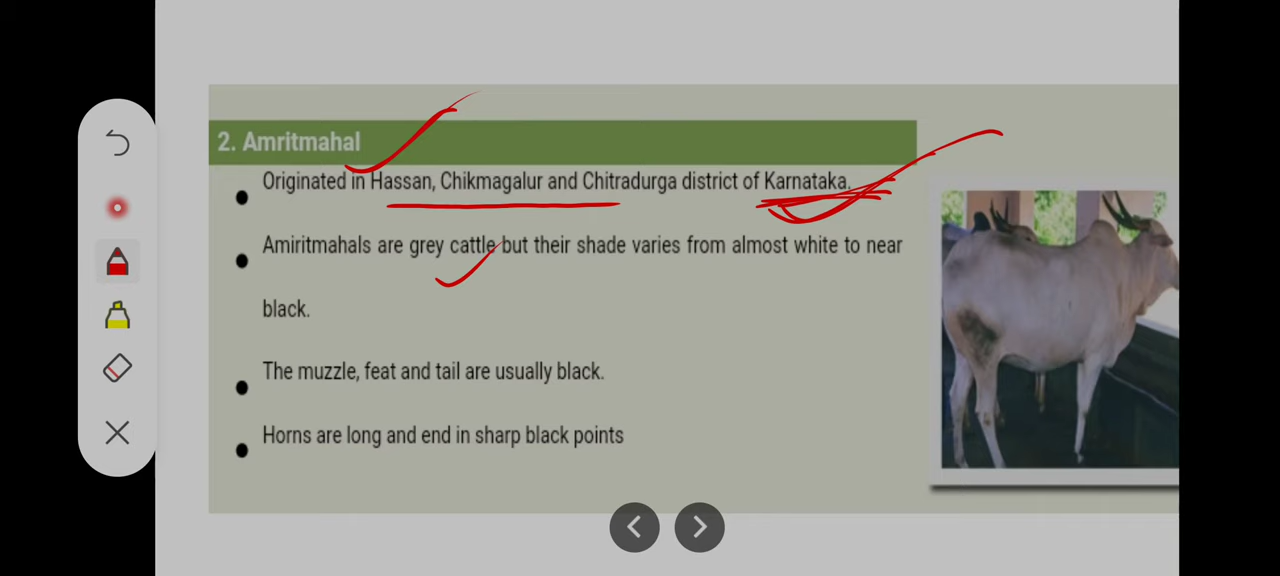 2. Amritmahal
Originated in Hassan, Chikmagalur and Chitradurga district of Karnataka.
Amiritmahals are grey cattle but their shade varies from almost white to near
black.
The muzzle, feat and tail are usually black.
Horns are long and end in sharp black points